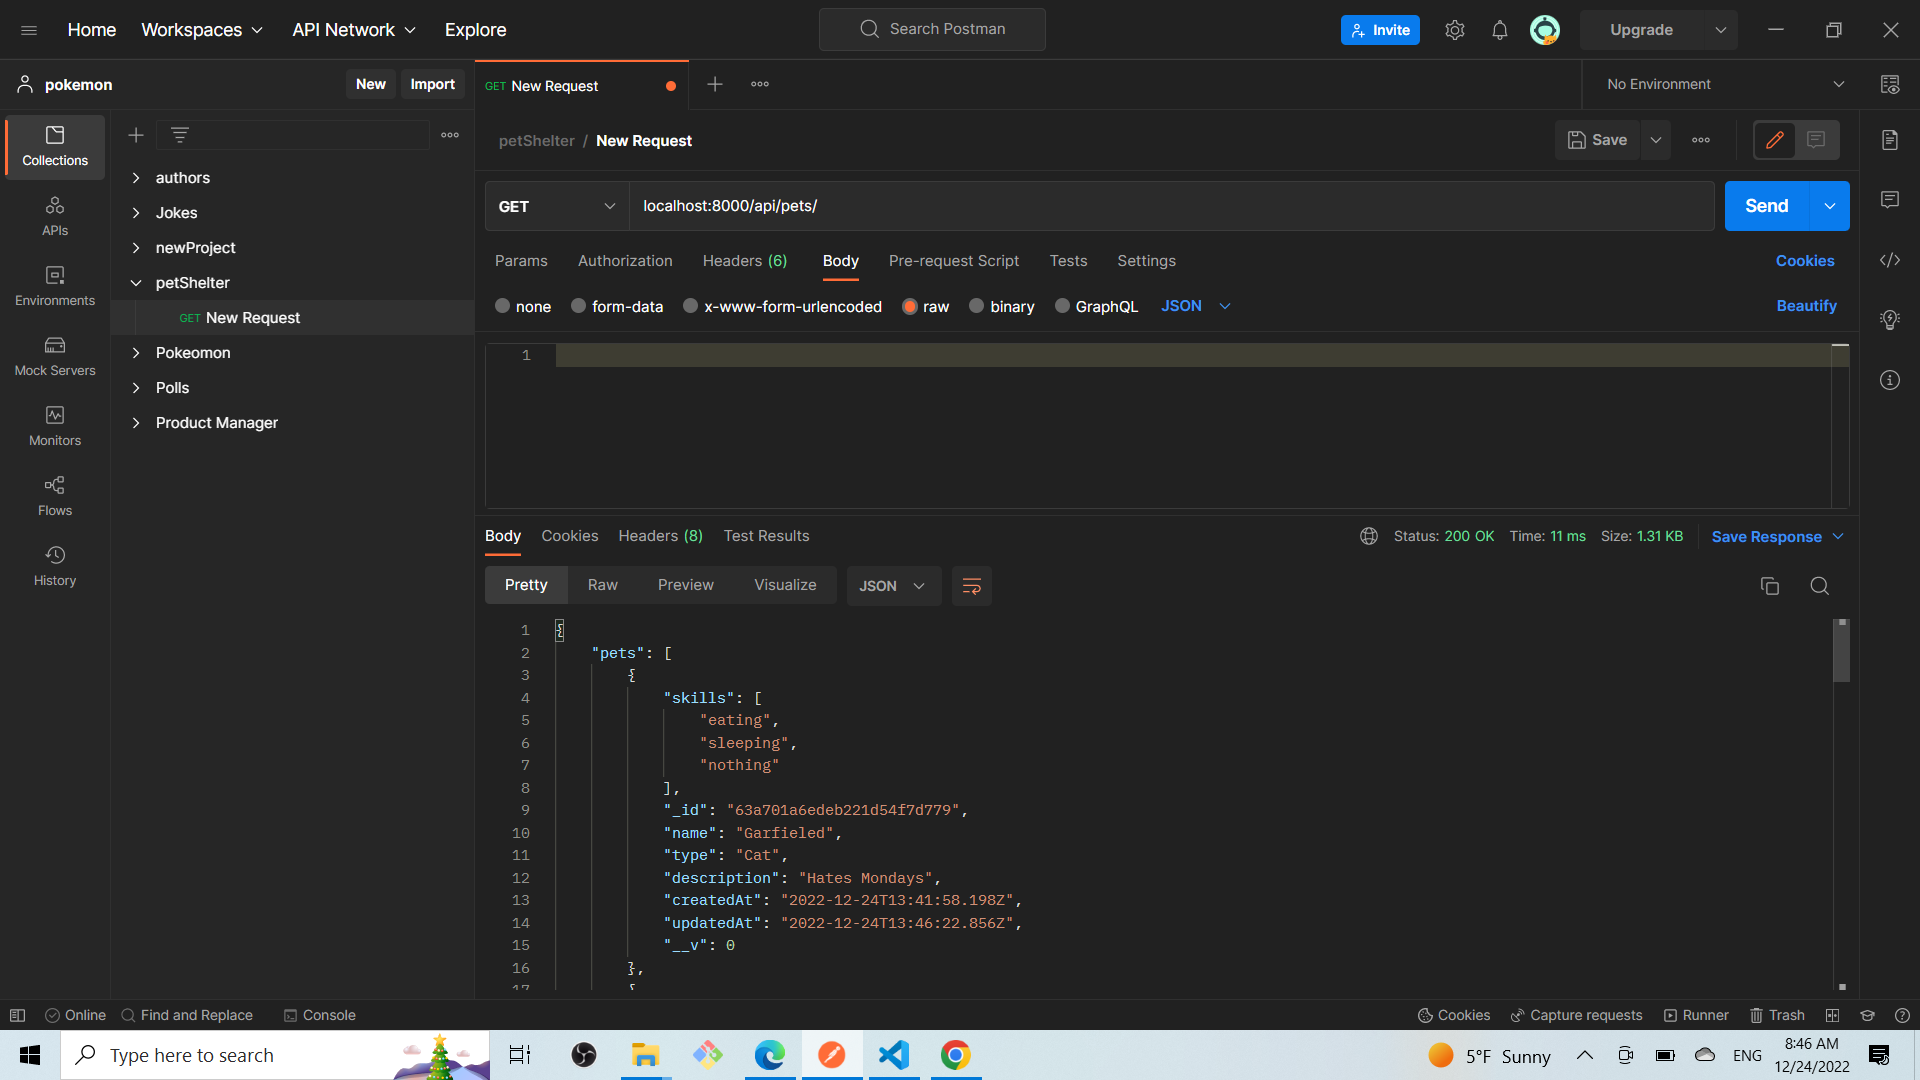 Home Workspaces API Network Explore Search Postman Invite Upgrade
pokemon New Import GET New Request No Environment
Collections
APIs
Environments
Mock Servers
Monitors
Flows
History
authors
Jokes
newProject
petShelter
GET New Request
Pokeomon
Polls
Product Manager
petShelter / New Request Save
GET localhost:8000/api/pets/ Send
Params Authorization Headers (6) Body Pre-request Script Tests Settings Cookies
none form-data x-www-form-urlencoded raw binary GraphQL JSON Beautify
1
Body Cookies Headers (8) Test Results Status: 200 OK Time: 11 ms Size: 1.31 KB Save Response
Pretty Raw Preview Visualize JSON
1 {
2 "pets": [
3 {
4 "skills": [
5 "eating",
6 "sleeping",
7 "nothing"
8 ],
9 "_id": "63a701a6edeb221d54f7d779",
10 "name": "Garfieled",
11 "type": "Cat",
12 "description": "Hates Mondays",
13 "createdAt": "2022-12-24T13:41:58.198Z",
14 "updatedAt": "2022-12-24T13:46:22.856Z",
15 "__v": 0
16 },
17 {
Online Find and Replace Console Cookies Capture requests Runner Trash
Type here to search 5°F Sunny ENG 8:46 AM
12/24/2022